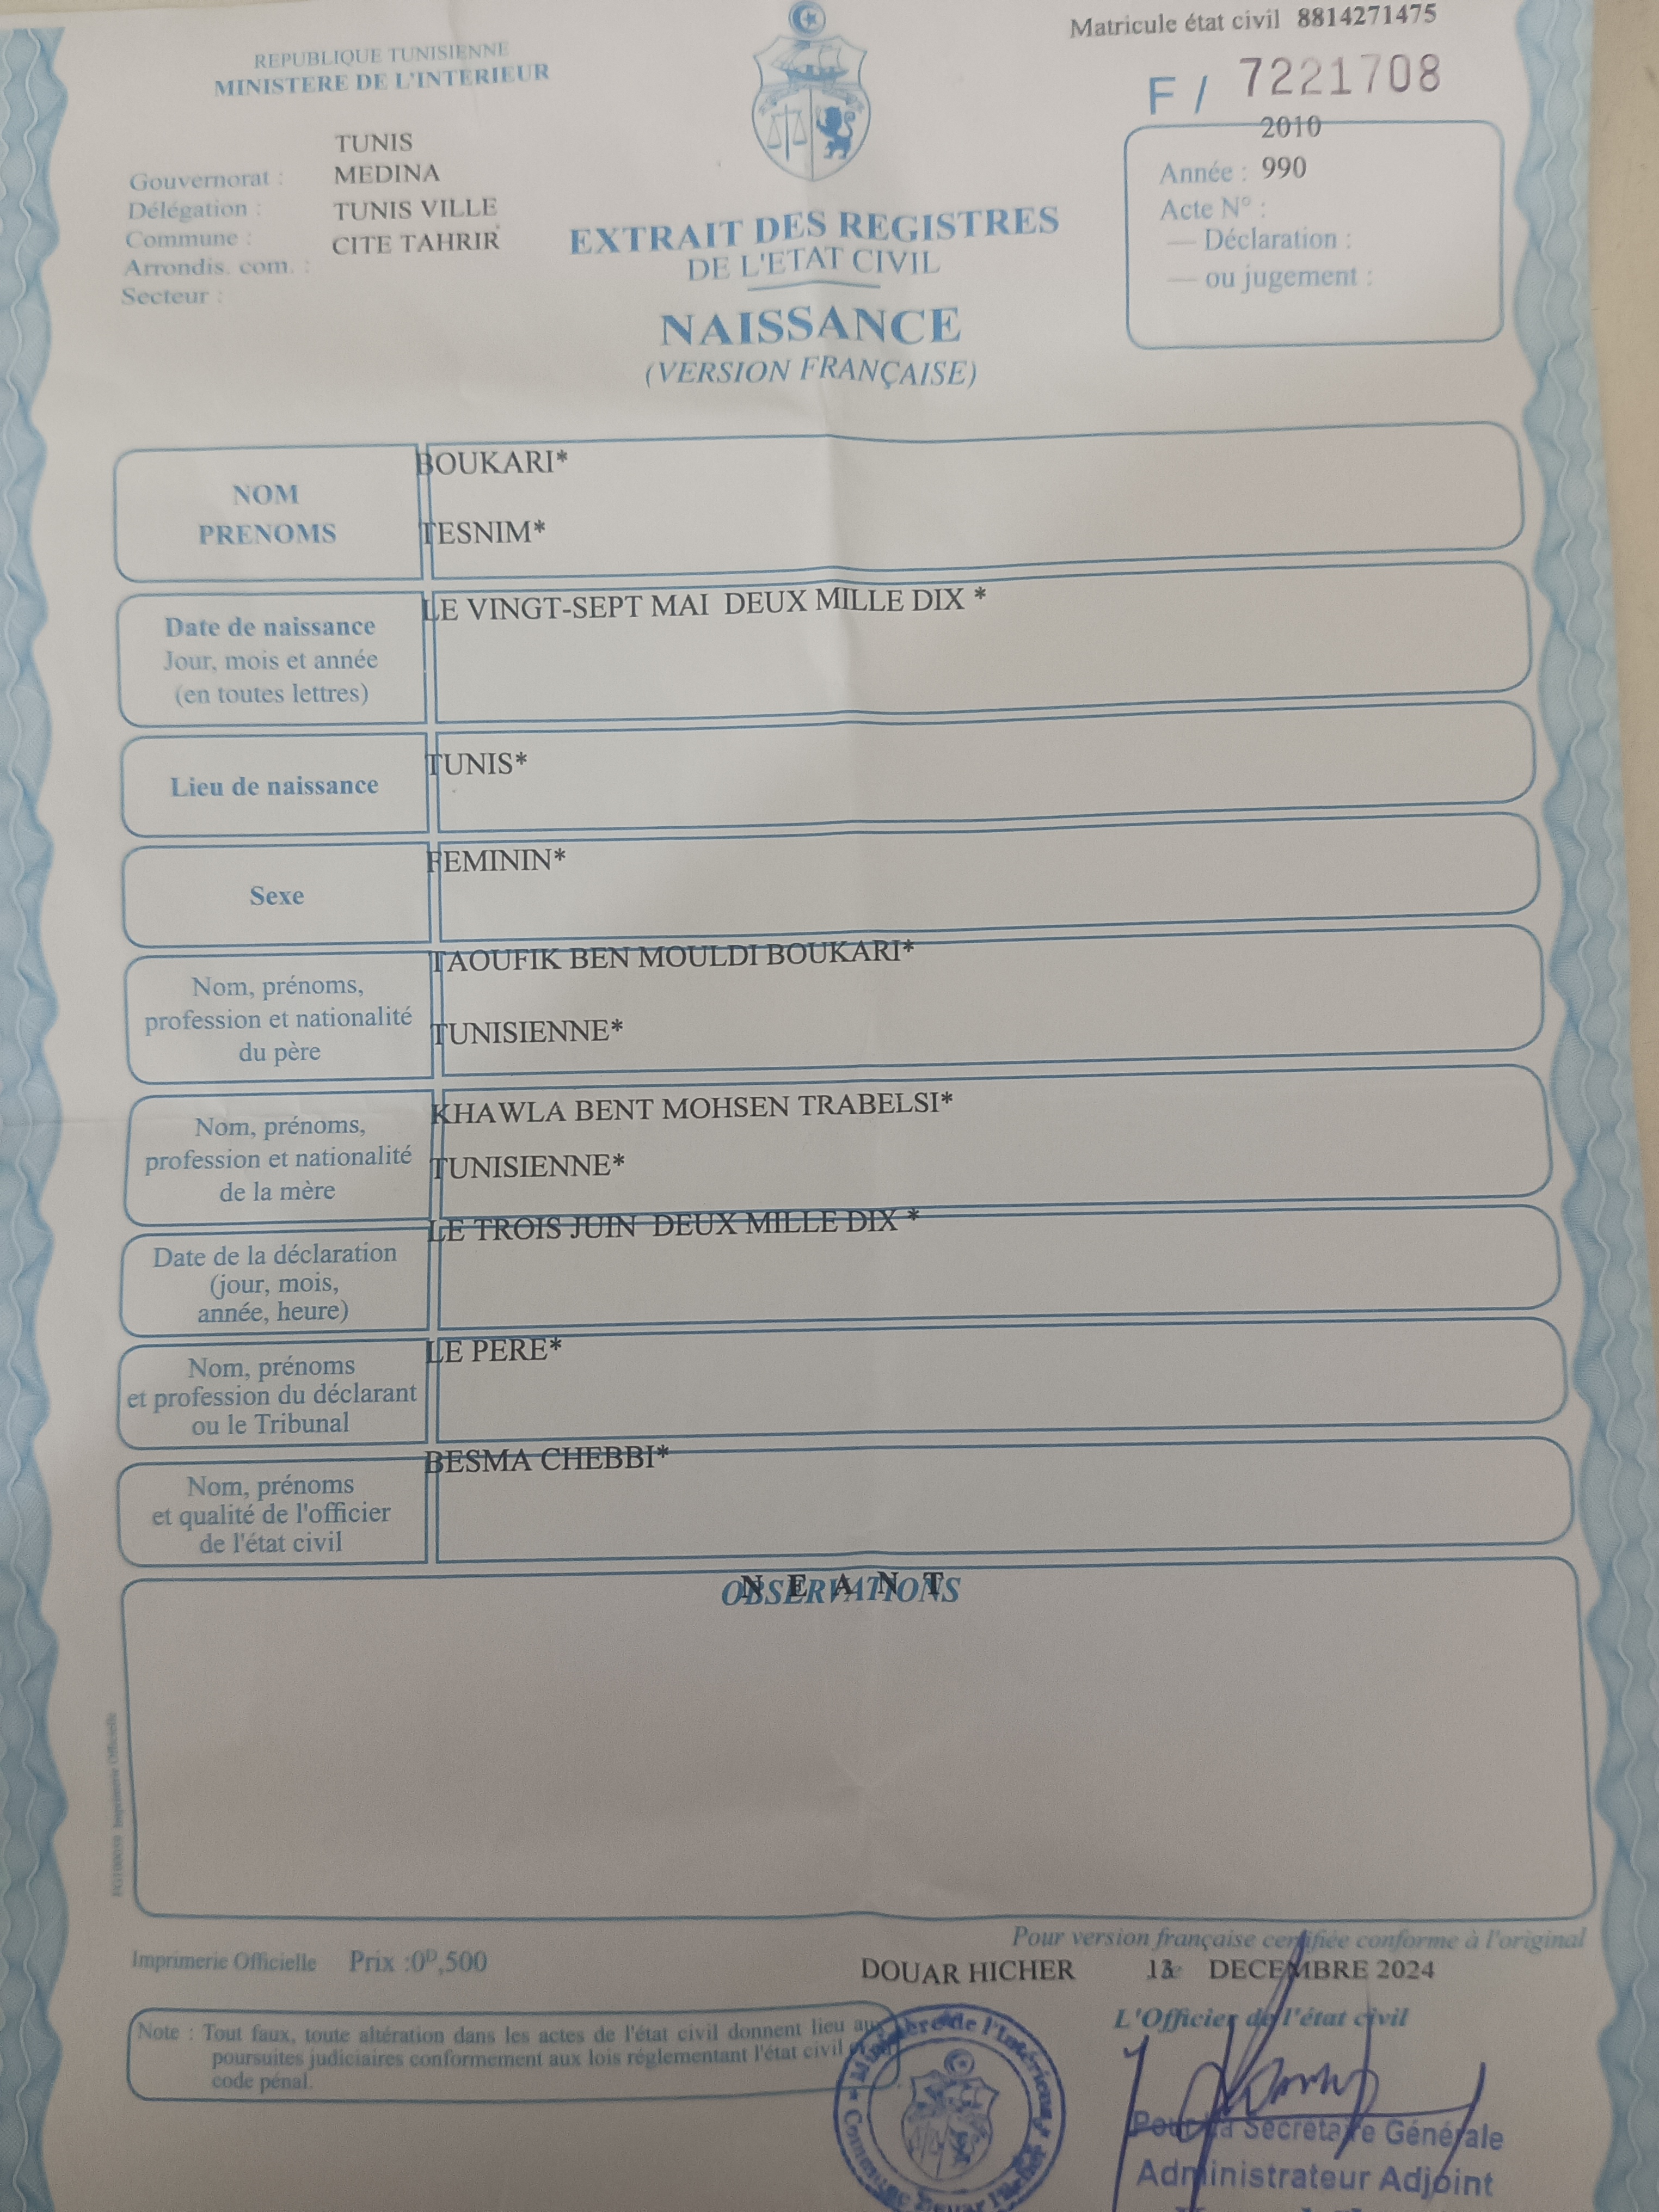 Matricule état civil 8814271475
REPUBLIQUE TUNISIENNE
MINISTERE DE L'INTERIEUR
F / 7221708
TUNIS
Gouvernorat : MEDINA
Délégation : TUNIS VILLE
Commune : CITE TAHRIR
Arrondis. com. :
Secteur :
2010
Année : 990
Acte N° :
— Déclaration :
— ou jugement :
EXTRAIT DES REGISTRES
DE L'ETAT CIVIL
NAISSANCE
(VERSION FRANÇAISE)
NOM
PRENOMS
BOUKARI*
TESNIM*
Date de naissance
Jour, mois et année
(en toutes lettres)
LE VINGT-SEPT MAI DEUX MILLE DIX *
Lieu de naissance
TUNIS*
Sexe
FEMININ*
Nom, prénoms,
profession et nationalité
du père
TAOUFIK BEN MOULDI BOUKARI*
TUNISIENNE*
Nom, prénoms,
profession et nationalité
de la mère
KHAWLA BENT MOHSEN TRABELSI*
TUNISIENNE*
Date de la déclaration
(jour, mois,
année, heure)
LE TROIS JUIN DEUX MILLE DIX *
Nom, prénoms
et profession du déclarant
ou le Tribunal
LE PERE*
Nom, prénoms
et qualité de l'officier
de l'état civil
BESMA CHEBBI*
OBSERVATIONS
N E A N T
Imprimerie Officielle
Imprimerie Officielle Prix :0ᴰ,500
Pour version française certifiée conforme à l'original
DOUAR HICHER DECEMBRE 2024
L'Officier de l'état civil
Note : Tout faux, toute altération dans les actes de l'état civil donnent lieu aux
poursuites judiciaires conformement aux lois réglementant l'état civil
code pénal.
Ministère de l'Intérieur
Commune Douar Hicher
Pour la Secrétaire Générale
Administrateur Adjoint